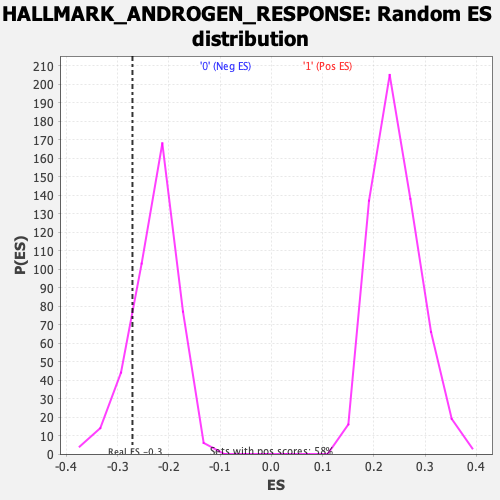 HALLMARK_ANDROGEN_RESPONSE: Random ES
distribution
'0' (Neg ES)
'1' (Pos ES)
210
200
190
180
170
160
150
140
130
120
110
100
90
80
70
60
50
40
30
20
10
0
P(ES)
Real ES -0.3
Sets with pos scores: 58%
-0.4 -0.3 -0.2 -0.1 0.0 0.1 0.2 0.3 0.4
ES